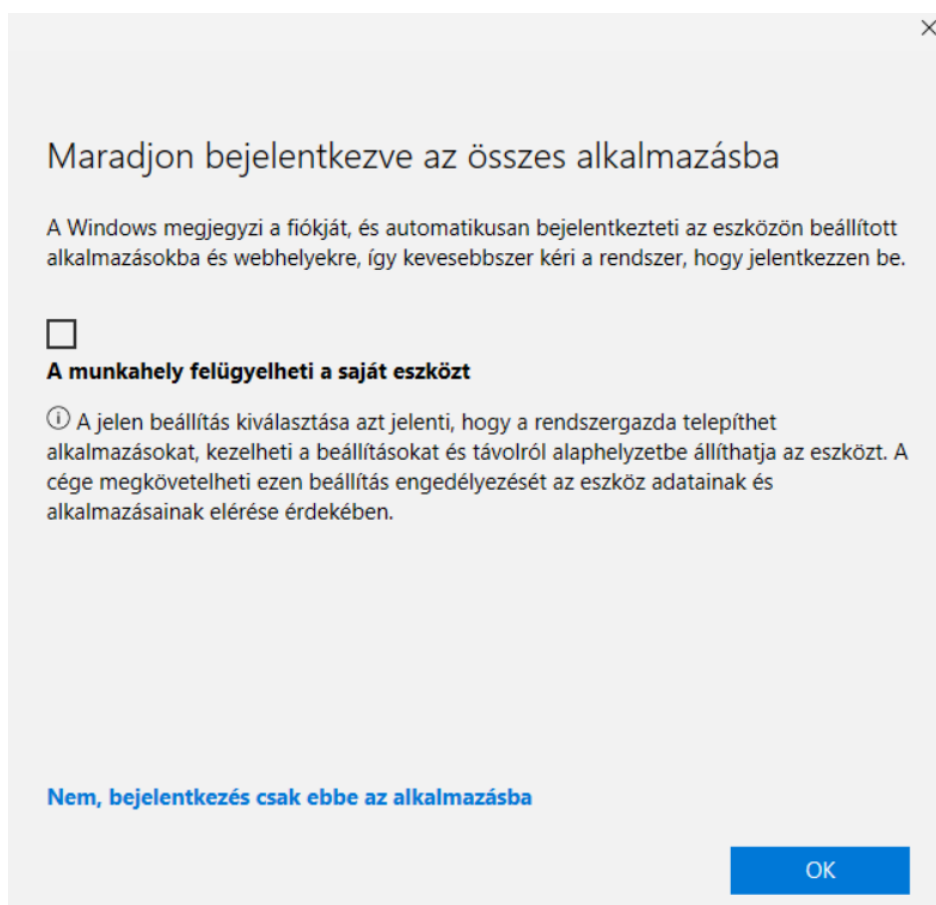 Maradjon bejelentkezve az összes alkalmazásba
A Windows megjegyzi a fiókját, és automatikusan bejelentkezteti az eszközön beállított
alkalmazásokba és webhelyekre, így kevesebbszer kéri a rendszer, hogy jelentkezzen be.
A munkahely felügyelheti a saját eszközt
A jelen beállítás kiválasztása azt jelenti, hogy a rendszergazda telepíthet
alkalmazásokat, kezelheti a beállításokat és távolról alaphelyzetbe állíthatja az eszközt. A
cége megkövetelheti ezen beállítás engedélyezését az eszköz adatainak és
alkalmazásainak elérése érdekében.
Nem, bejelentkezés csak ebbe az alkalmazásba
OK